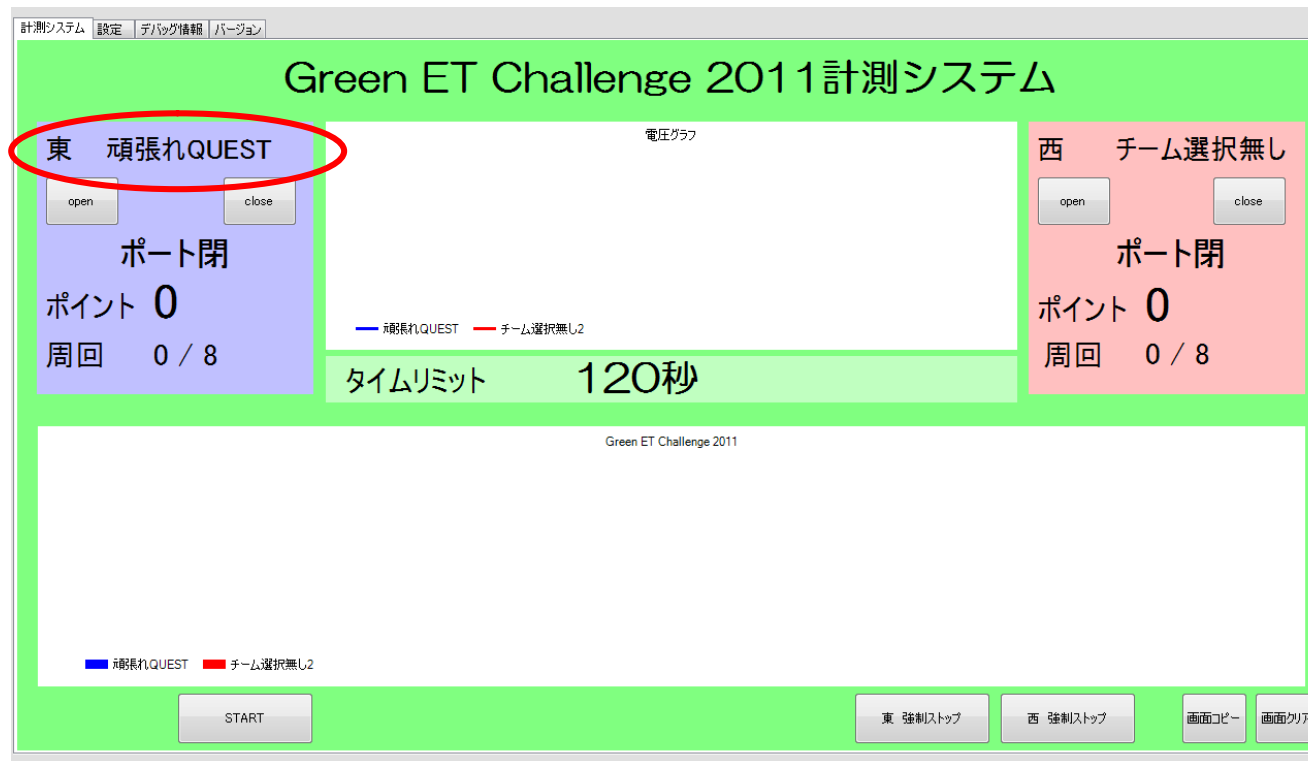 計測システム 設定 デバッグ情報 バージョン
Green ET Challenge 2011計測システム
東 頑張れQUEST
open close
ポート閉
ポイント 0
周回 0 / 8
電圧グラフ
頑張れQUEST チーム選択無し2
タイムリミット 120秒
西 チーム選択無し
open close
ポート閉
ポイント 0
周回 0 / 8
Green ET Challenge 2011
頑張れQUEST チーム選択無し2
START 東 強制ストップ 西 強制ストップ 画面コピー 画面クリア